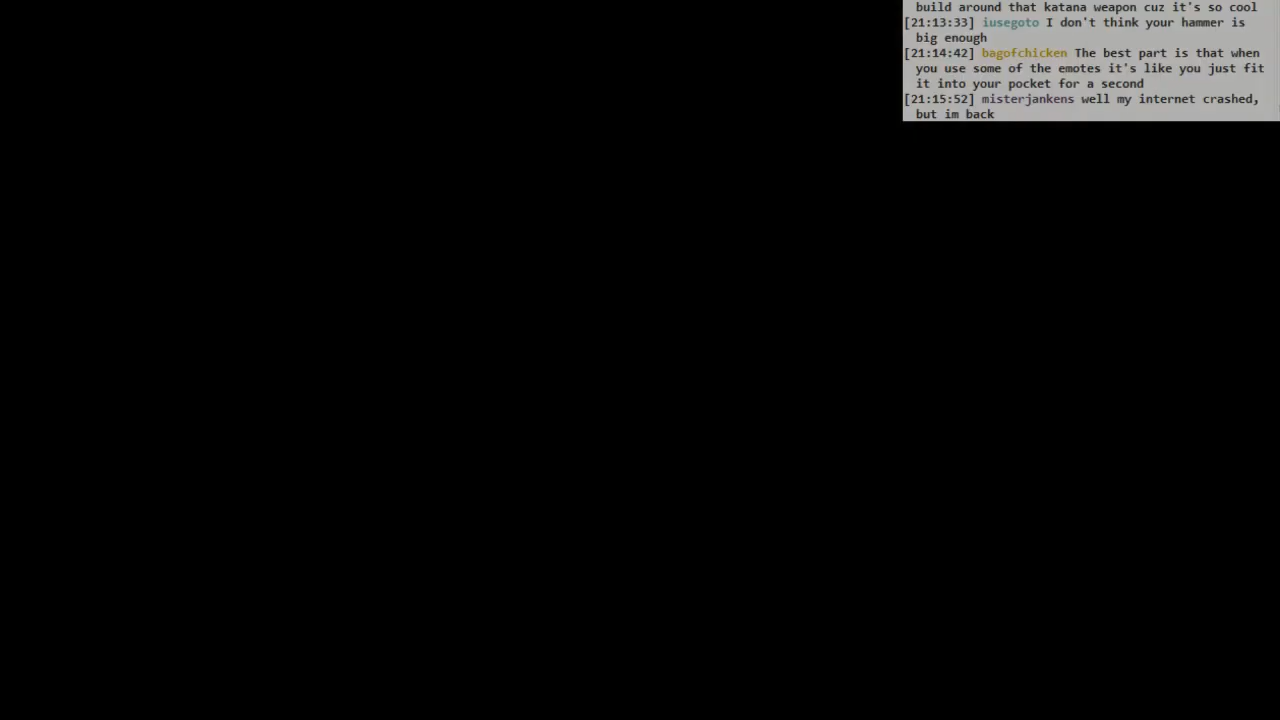 build around that katana weapon cuz it's so cool
[21:13:33] iusegoto I don't think your hammer is
big enough
[21:14:42] bagofchicken The best part is that when
you use some of the emotes it's like you just fit
it into your pocket for a second
[21:15:52] misterjankens well my internet crashed,
but im back